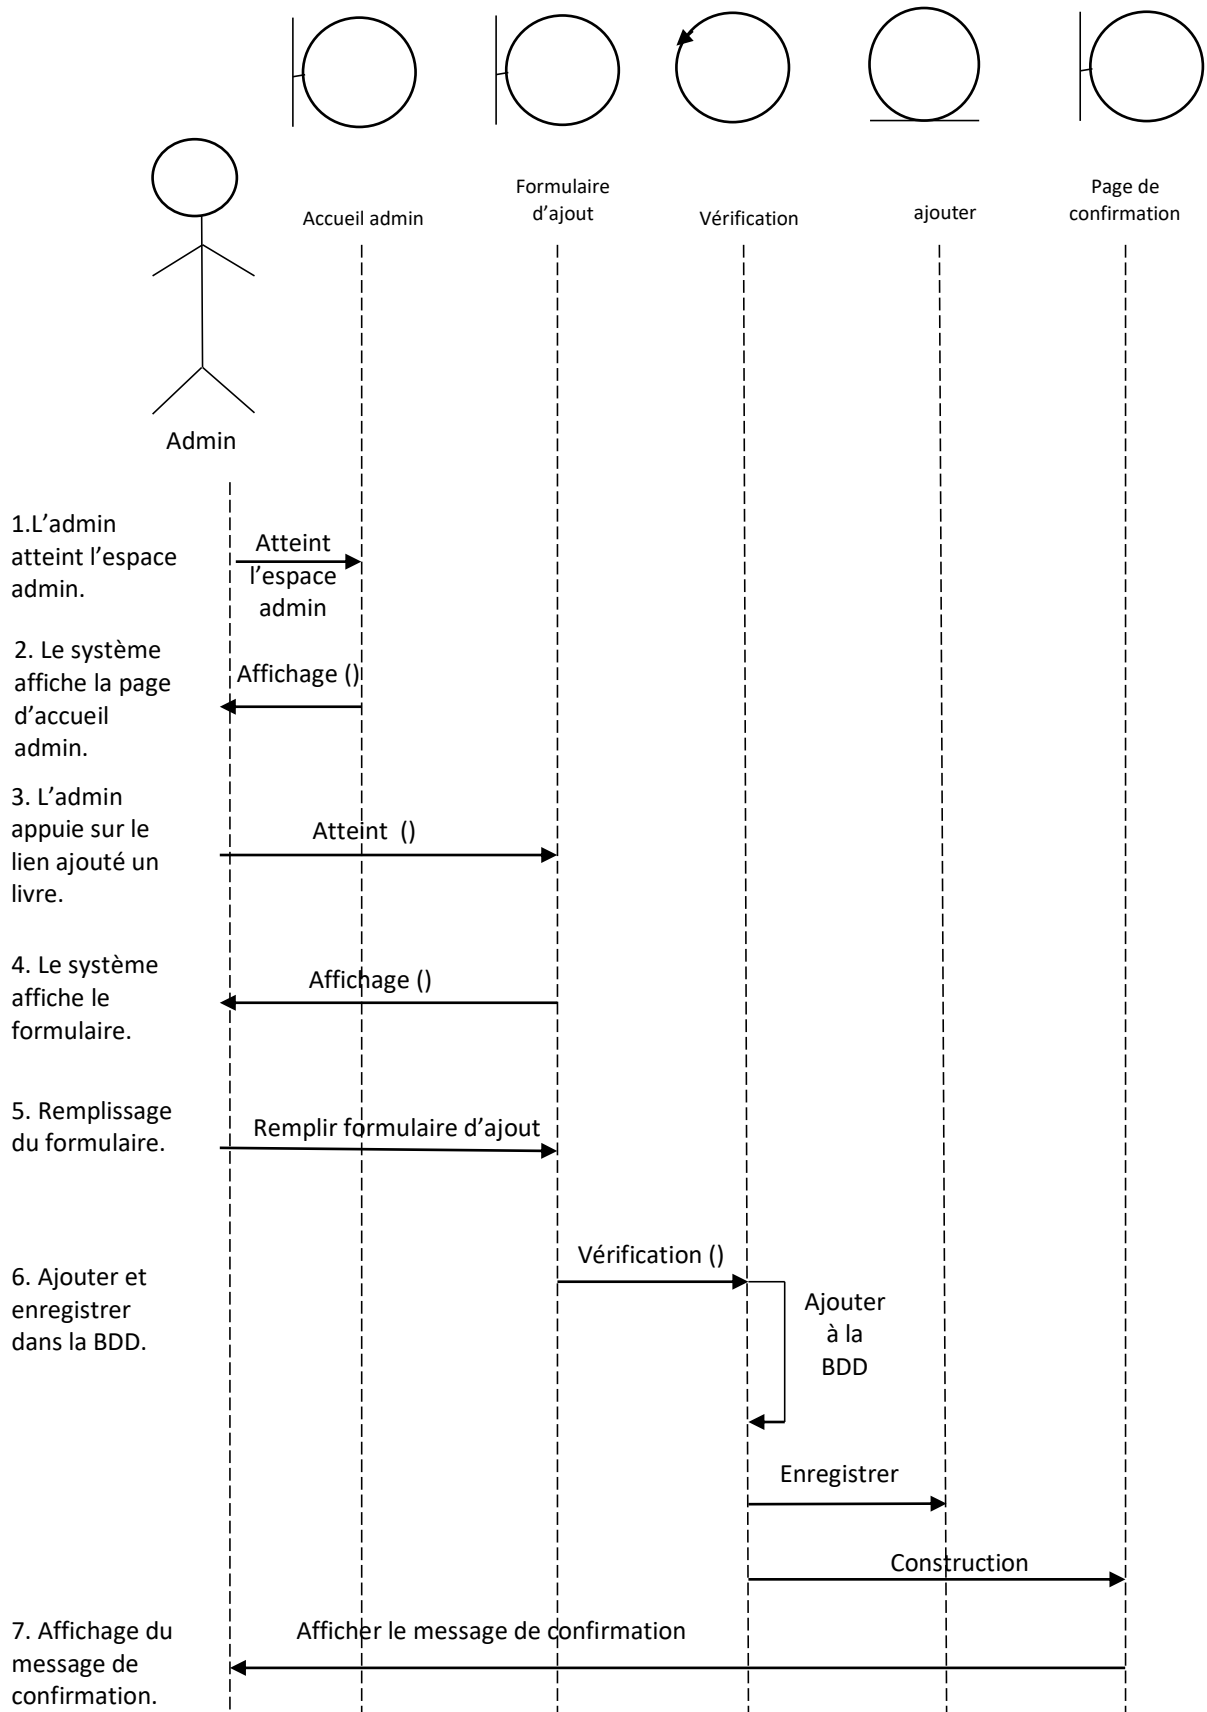 Formulaire
d’ajout
Page de
confirmation
Accueil admin
Vérification
ajouter
Admin
1.L’admin
atteint l’espace
admin.
Atteint
l’espace
admin
2. Le système
affiche la page
d’accueil
admin.
Affichage ()
3. L’admin
appuie sur le
lien ajouté un
livre.
Atteint  ()
4. Le système
affiche le
formulaire.
Affichage ()
5. Remplissage
du formulaire.
Remplir formulaire d’ajout
Vérification ()
6. Ajouter et
enregistrer
dans la BDD.
Ajouter
à la
BDD
Enregistrer
Construction
7. Affichage du
message de
confirmation.
Afficher le message de confirmation